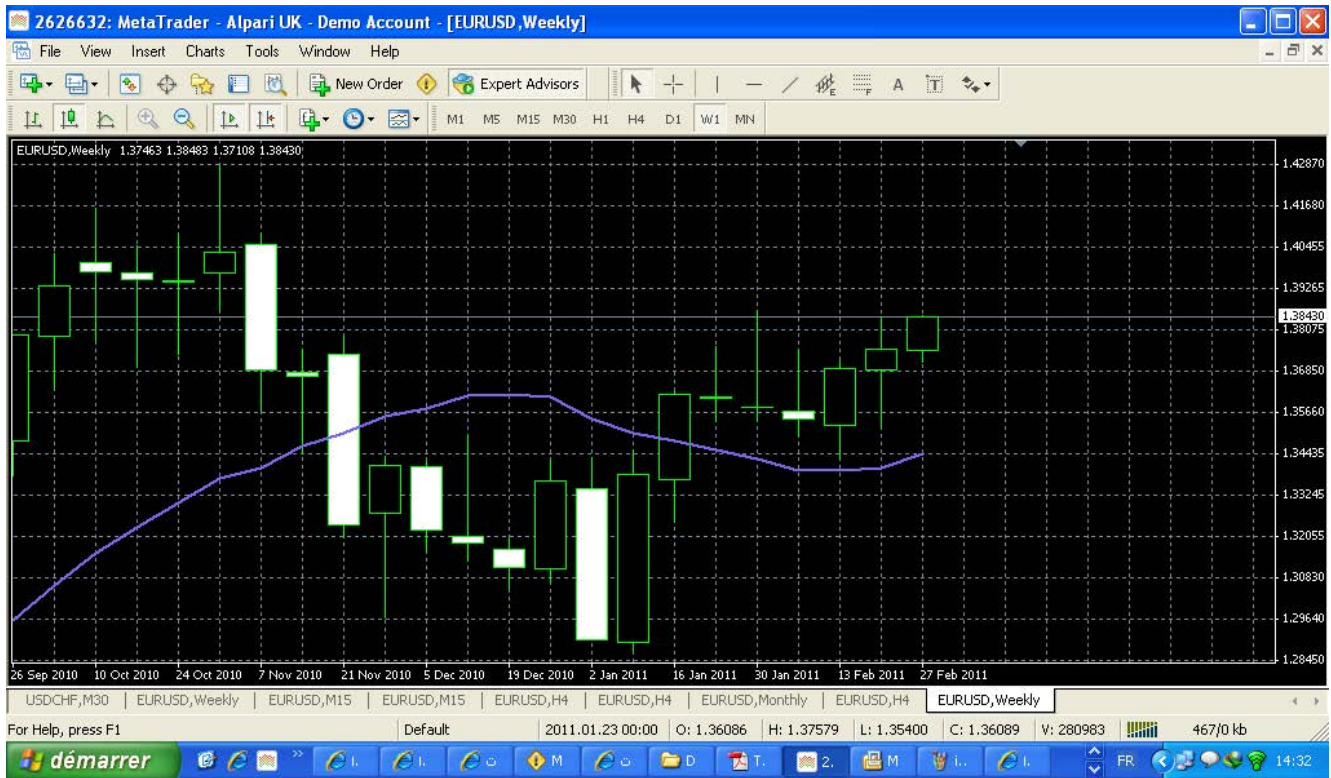 2626632: MetaTrader - Alpari UK - Demo Account - [EURUSD,Weekly]
File View Insert Charts Tools Window Help
New Order Expert Advisors E F A T
M1 M5 M15 M30 H1 H4 D1 W1 MN
EURUSD,Weekly 1.37463 1.38483 1.37108 1.38430
1.42870
1.41680
1.40455
1.39265
1.38430
1.38075
1.36850
1.35660
1.34435
1.33245
1.32055
1.30830
1.29640
1.28450
26 Sep 2010 10 Oct 2010 24 Oct 2010 7 Nov 2010 21 Nov 2010 5 Dec 2010 19 Dec 2010 2 Jan 2011 16 Jan 2011 30 Jan 2011 13 Feb 2011 27 Feb 2011
USDCHF,M30 EURUSD,Weekly EURUSD,M15 EURUSD,M15 EURUSD,H4 EURUSD,H4 EURUSD,Monthly EURUSD,H4 EURUSD,Weekly
For Help, press F1 Default 2011.01.23 00:00 O: 1.36086 H: 1.37579 L: 1.35400 C: 1.36089 V: 280983 467/0 kb
démarrer M D T. 2. M FR 14:32